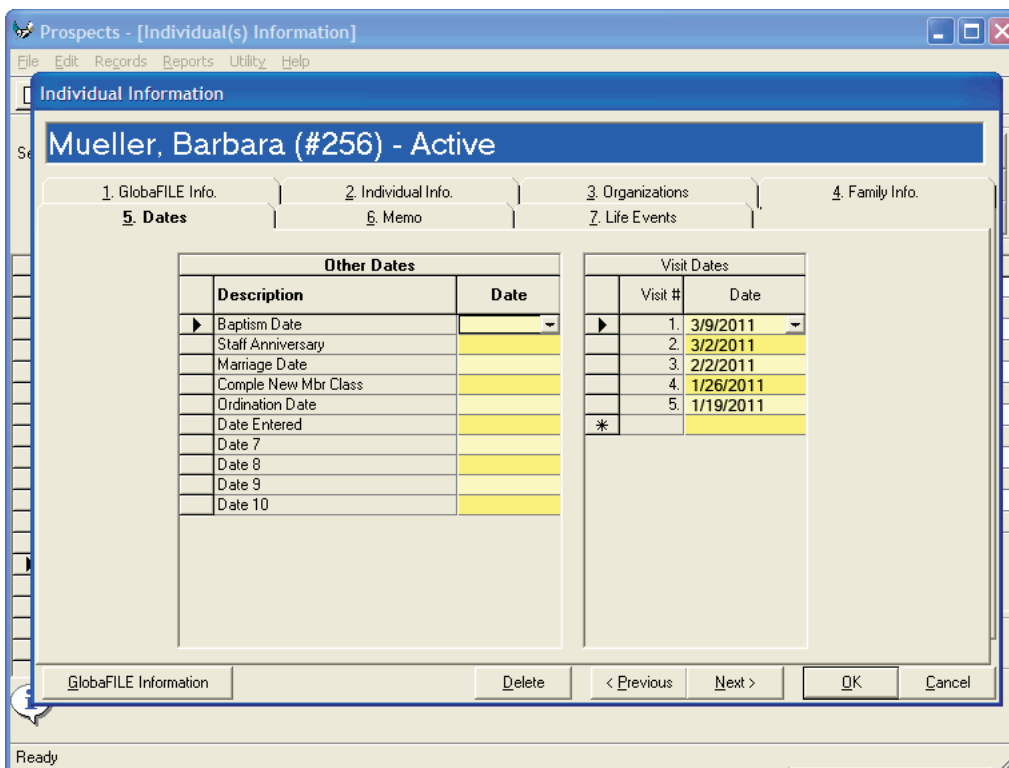 Prospects - [Individual(s) Information]
File Edit Records Reports Utility Help
Individual Information
Se
Mueller, Barbara (#256) - Active
1. GlobaFILE Info. 2. Individual Info. 3. Organizations 4. Family Info.
5. Dates 6. Memo 7. Life Events
Other Dates Visit Dates
Description Date Visit # Date
Baptism Date 1. 3/9/2011
Staff Anniversary 2. 3/2/2011
Marriage Date 3. 2/2/2011
Comple New Mbr Class 4. 1/26/2011
Ordination Date 5. 1/19/2011
Date Entered *
Date 7
Date 8
Date 9
Date 10
GlobaFILE Information Delete < Previous Next > OK Cancel
Ready